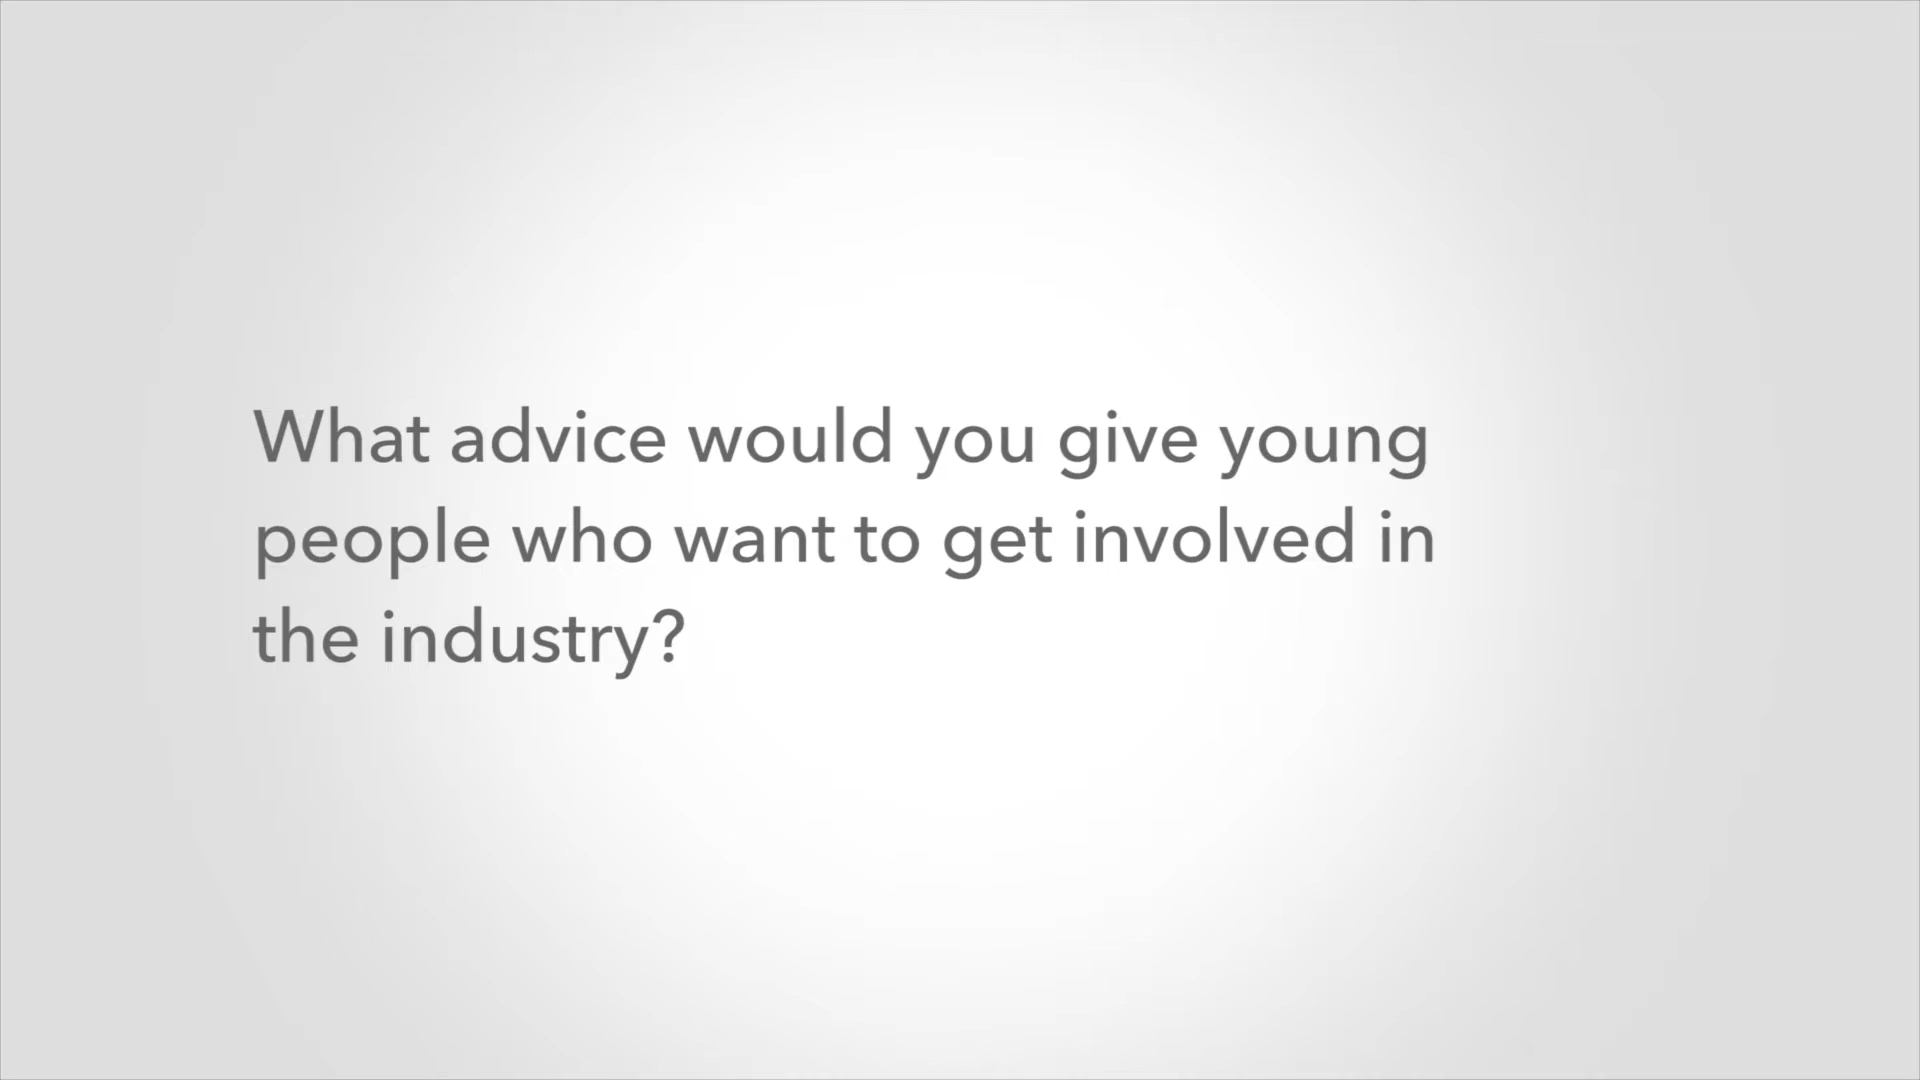 What advice would you give young
people who want to get involved in
the industry?